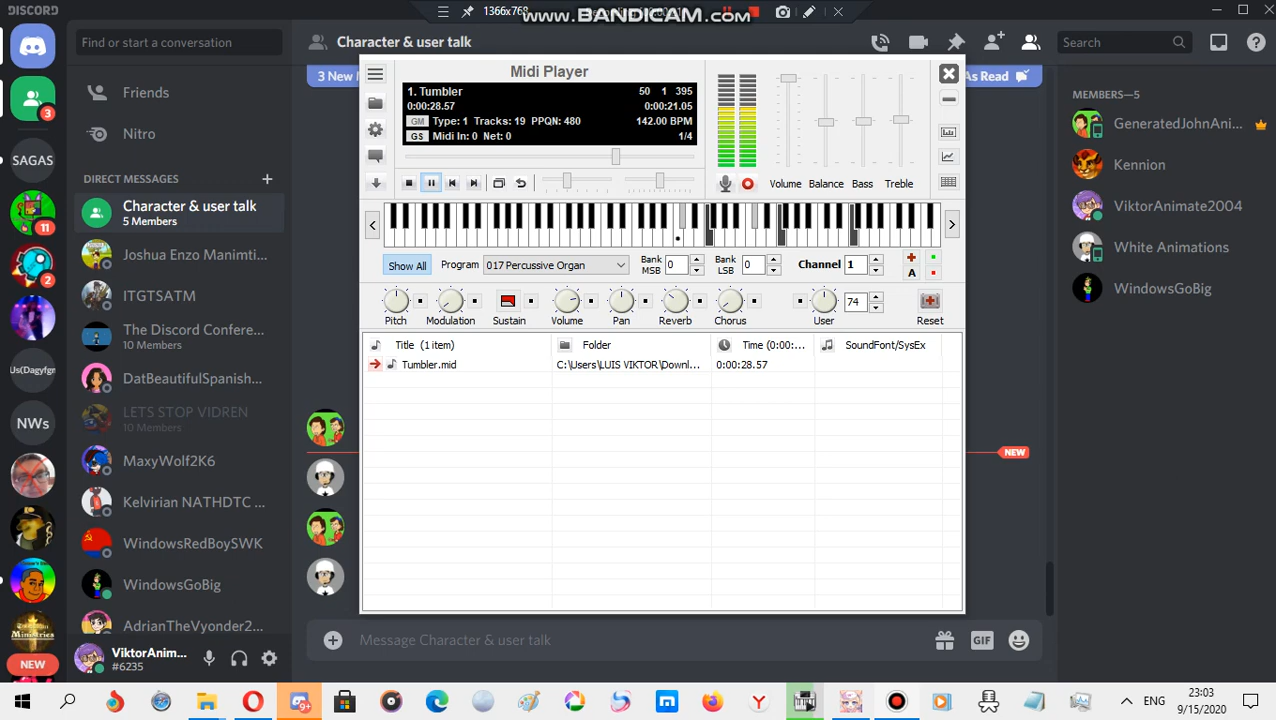 DISCORD
1366x768
www.BANDICAM.com
Find or start a conversation
Character & user talk
Search
3 New M
As Read
Friends
Nitro
DIRECT MESSAGES
Character & user talk
5 Members
Joshua Enzo Manimti...
ITGTSATM
The Discord Confere...
10 Members
DatBeautifulSpanish...
LETS STOP VIDREN
10 Members
MaxyWolf2K6
Kelvirian NATHDTC ...
WindowsRedBoySWK
WindowsGoBig
AdrianTheVyonder2...
ViktorAnim...
#6235
3
SAGAS
11
Us(Dagyfgr
NWs
Ministries
NEW
Midi Player
1. Tumbler 50 1 395
0:00:28.57 0:00:21.05
GM Type: 1 Tracks: 19 PPQN: 480 142.00 BPM
GS Midi In: 0 Net: 0 1/4
Volume Balance Bass Treble
Show All Program 017 Percussive Organ Bank MSB 0 Bank LSB 0 Channel 1
A
74
Pitch Modulation Sustain Volume Pan Reverb Chorus User Reset
Title (1 item) Folder Time (0:00:... SoundFont/SysEx
Tumbler.mid C:\Users\LUIS VIKTOR\Downl... 0:00:28.57
NEW
Message Character & user talk
GIF
MEMBERS—5
GeneratedJohnAni...
Kennion
ViktorAnimate2004
White Animations
WindowsGoBig
9+
ENG
23:03
9/15/2020